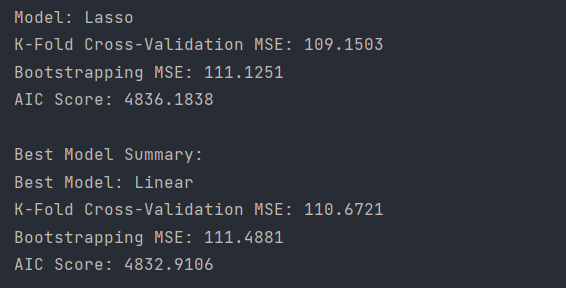 Model: Lasso
K-Fold Cross-Validation MSE: 109.1503
Bootstrapping MSE: 111.1251
AIC Score: 4836.1838
Best Model Summary:
Best Model: Linear
K-Fold Cross-Validation MSE: 110.6721
Bootstrapping MSE: 111.4881
AIC Score: 4832.9106